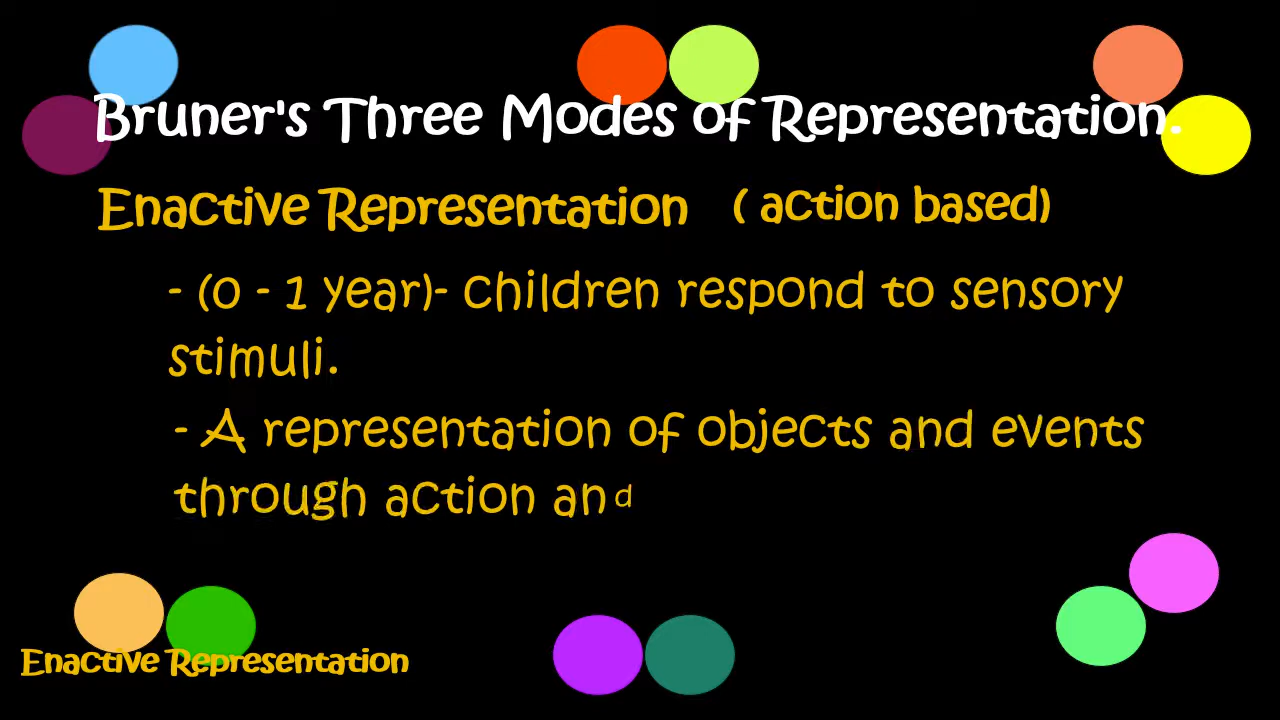 Bruner's Three Modes of Representation.
Enactive Representation ( action based)
- (0 - 1 year)- children respond to sensory
stimuli.
- A representation of objects and events
through action and
Enactive Representation